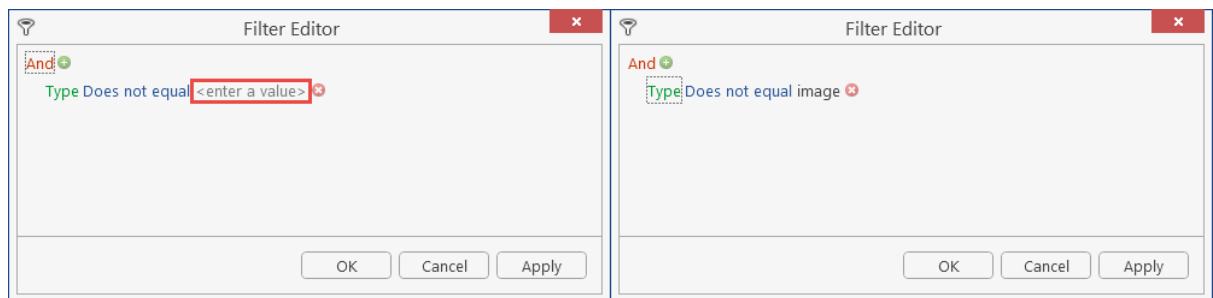 Filter Editor
And
Type Does not equal <enter a value>
OK Cancel Apply
Filter Editor
And
Type Does not equal image
OK Cancel Apply